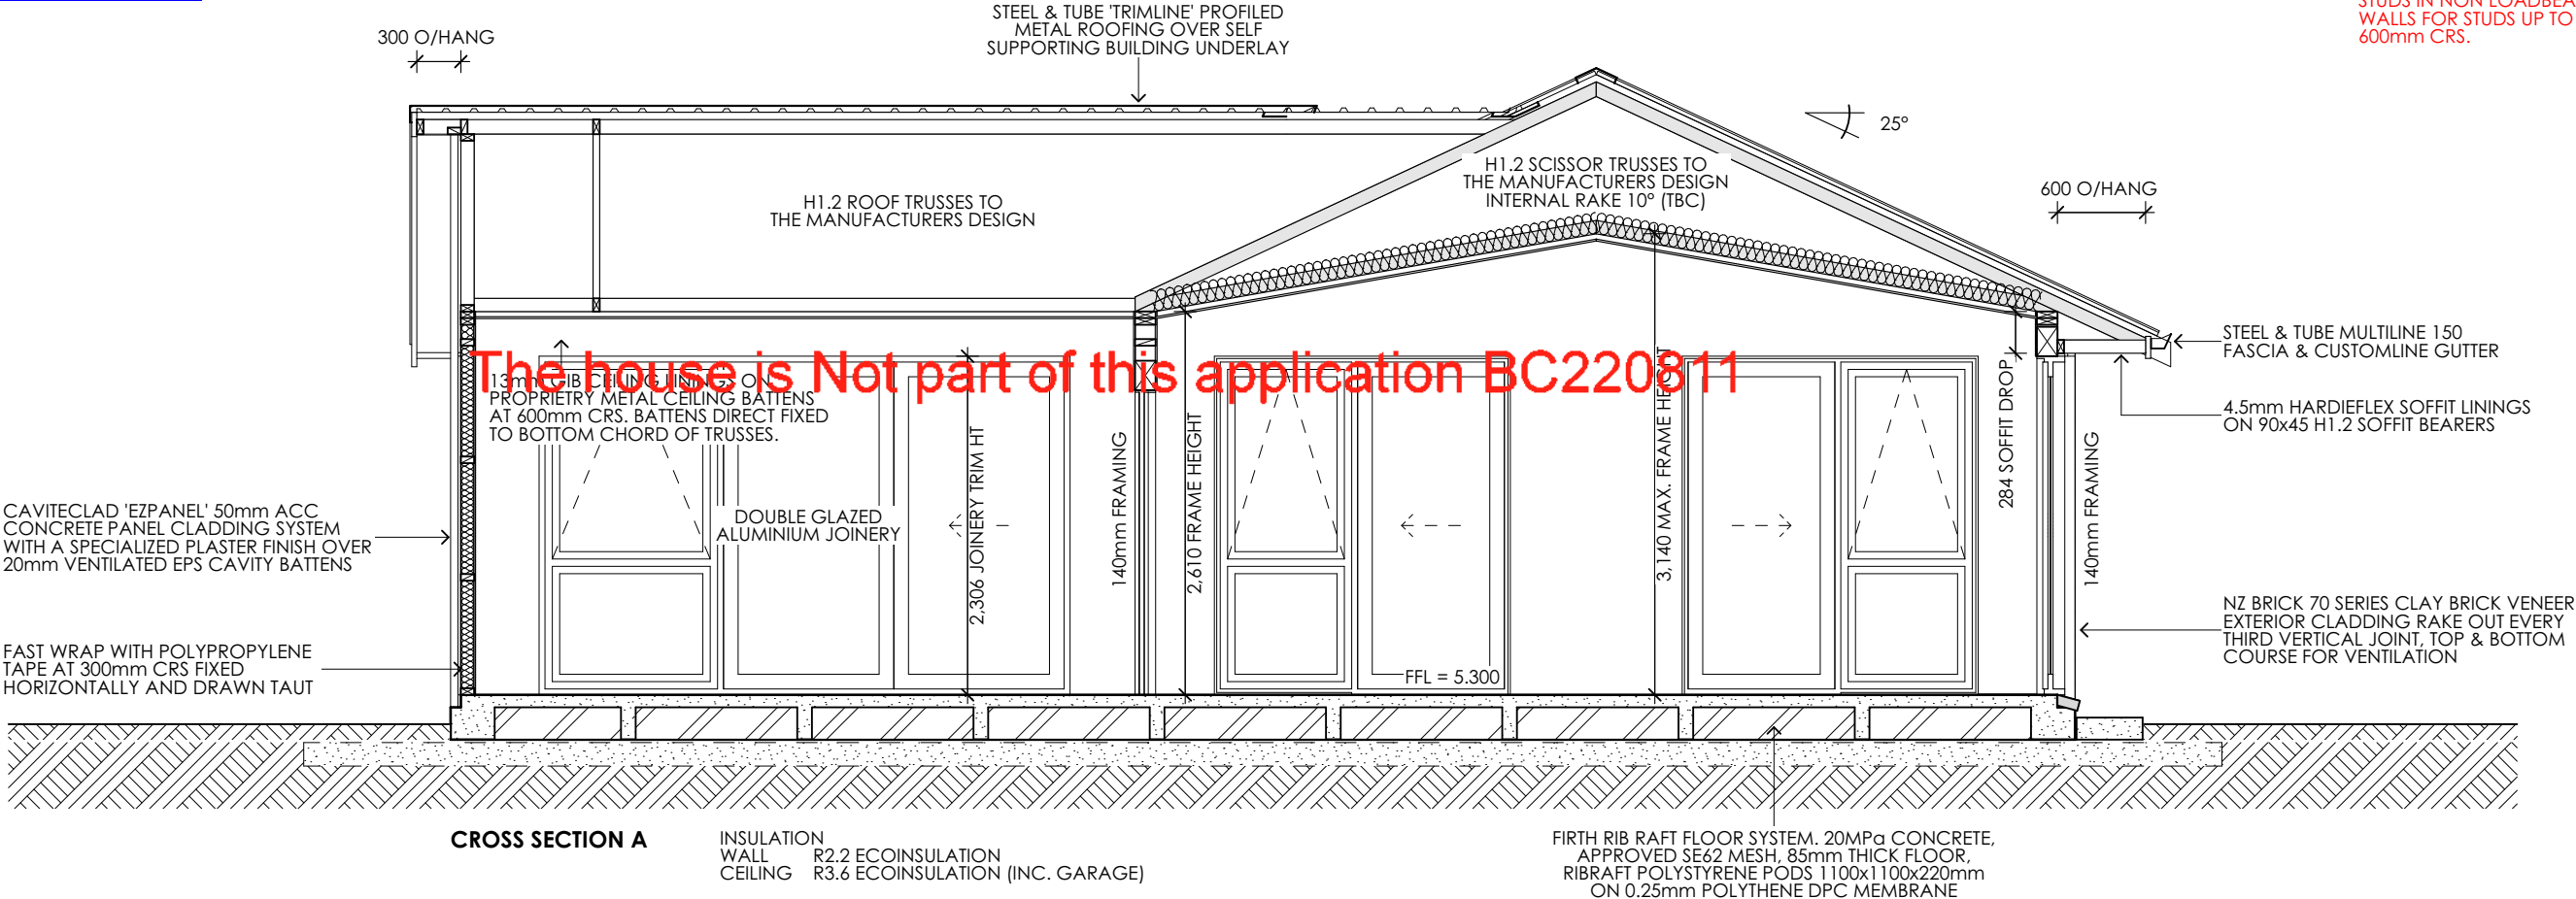 STUDS IN NON LOADBEA
WALLS FOR STUDS UP TO
600mm CRS.
300 O/HANG
STEEL & TUBE 'TRIMLINE' PROFILED
METAL ROOFING OVER SELF
SUPPORTING BUILDING UNDERLAY
25°
H1.2 ROOF TRUSSES TO
THE MANUFACTURERS DESIGN
H1.2 SCISSOR TRUSSES TO
THE MANUFACTURERS DESIGN
INTERNAL RAKE 10° (TBC)
600 O/HANG
STEEL & TUBE MULTILINE 150
FASCIA & CUSTOMLINE GUTTER
The house is Not part of this application BC220811
13mm GIB CEILING LININGS ON
PROPRIETRY METAL CEILING BATTENS
AT 600mm CRS. BATTENS DIRECT FIXED
TO BOTTOM CHORD OF TRUSSES.
4.5mm HARDIEFLEX SOFFIT LININGS
ON 90x45 H1.2 SOFFIT BEARERS
2,306 JOINERY TRIM HT
140mm FRAMING
2,610 FRAME HEIGHT
3,140 MAX. FRAME HEIGHT
284 SOFFIT DROP
140mm FRAMING
CAVITECLAD 'EZPANEL' 50mm ACC
CONCRETE PANEL CLADDING SYSTEM
WITH A SPECIALIZED PLASTER FINISH OVER
20mm VENTILATED EPS CAVITY BATTENS
DOUBLE GLAZED
ALUMINIUM JOINERY
NZ BRICK 70 SERIES CLAY BRICK VENEER
EXTERIOR CLADDING RAKE OUT EVERY
THIRD VERTICAL JOINT, TOP & BOTTOM
COURSE FOR VENTILATION
FAST WRAP WITH POLYPROPYLENE
TAPE AT 300mm CRS FIXED
HORIZONTALLY AND DRAWN TAUT
FFL = 5.300
CROSS SECTION A
INSULATION
WALL R2.2 ECOINSULATION
CEILING R3.6 ECOINSULATION (INC. GARAGE)
FIRTH RIB RAFT FLOOR SYSTEM. 20MPa CONCRETE,
APPROVED SE62 MESH, 85mm THICK FLOOR,
RIBRAFT POLYSTYRENE PODS 1100x1100x220mm
ON 0.25mm POLYTHENE DPC MEMBRANE